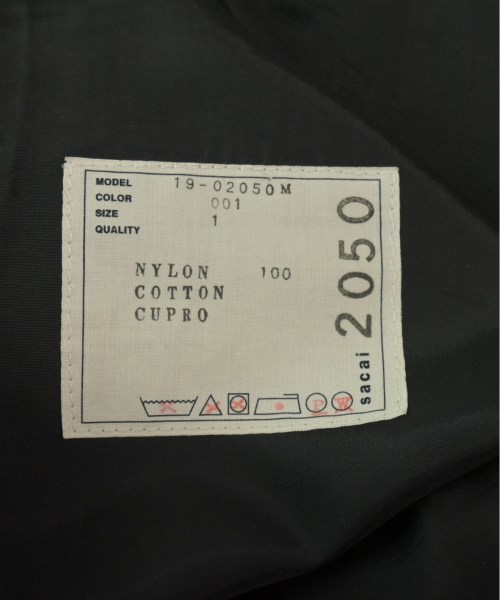 MODEL 19-02050M
COLOR 001
SIZE 1
QUALITY
NYLON 100
COTTON
CUPRO
P W
sacai 2050